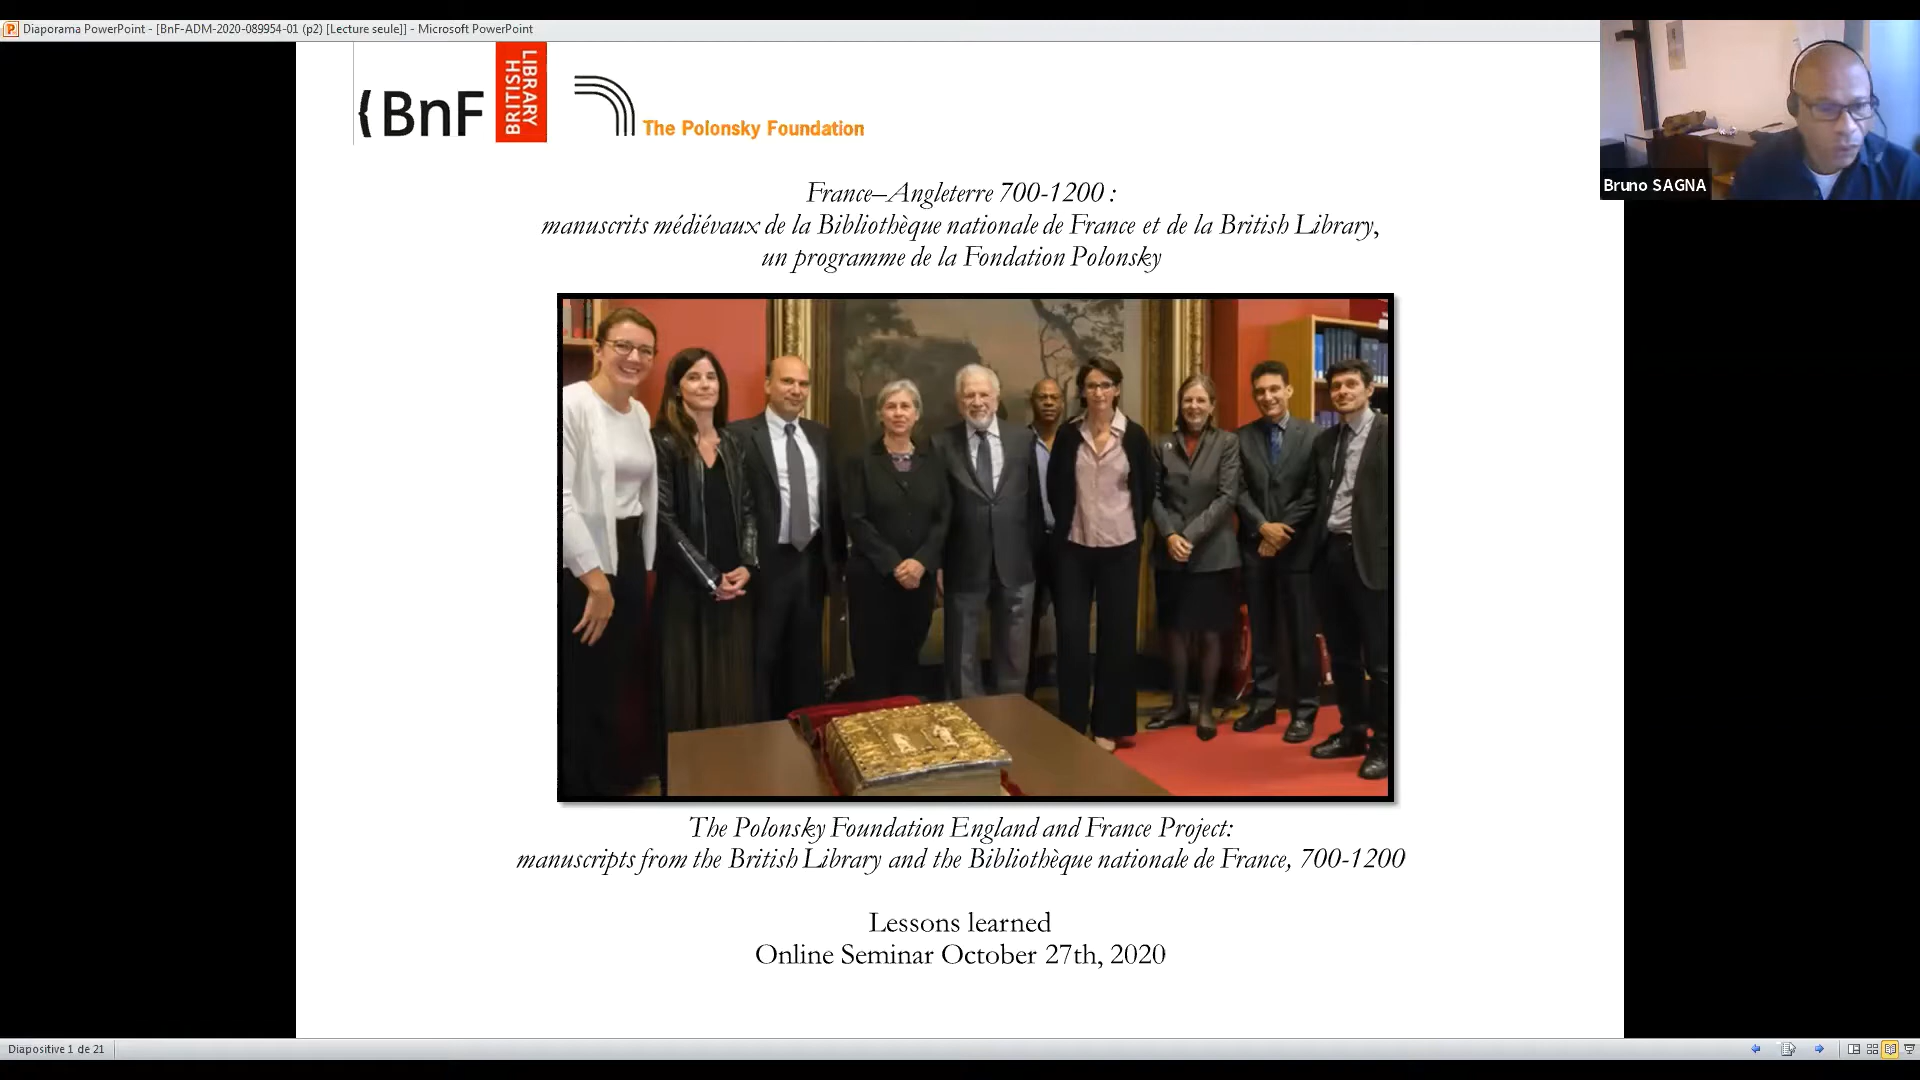 Diaporama PowerPoint - [BnF-ADM-2020-089954-01 (p2) [Lecture seule]] - Microsoft PowerPoint
BnF
BRITISH
LIBRARY
The Polonsky Foundation
Bruno SAGNA
France–Angleterre 700-1200 :
manuscrits médiévaux de la Bibliothèque nationale de France et de la British Library,
un programme de la Fondation Polonsky
The Polonsky Foundation England and France Project:
manuscripts from the British Library and the Bibliothèque nationale de France, 700-1200
Lessons learned
Online Seminar October 27th, 2020
Diapositive 1 de 21